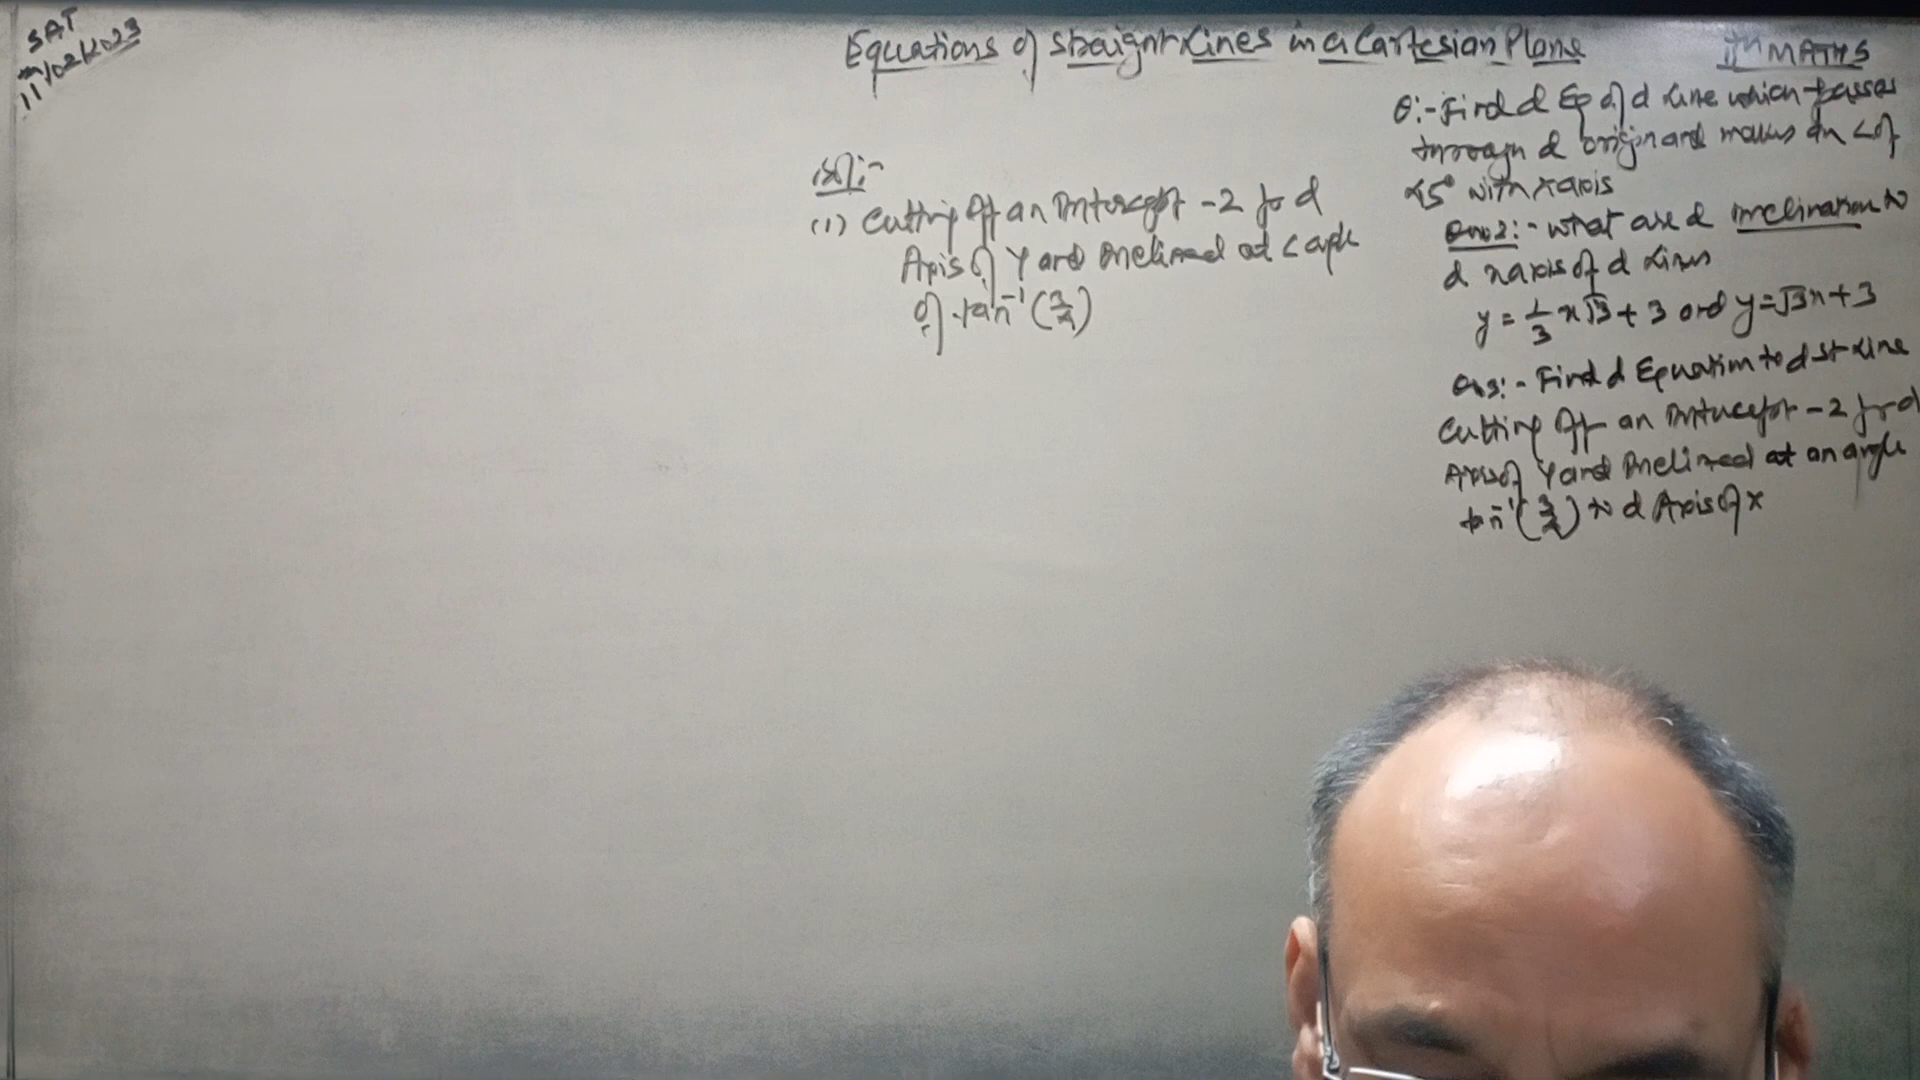 SAT
11/02/2023
Equations of straight Lines in a Cartesian Plane
11th MATHS
Q:- Find d Eq of d Line which passes
through d origin and makes an < of
45° with x axis
Qno2:- what are d inclination to
d x axis of d Lines
y = 1/3 x√3 + 3 and y = √3x + 3
Qn3:- Find d Equation to d st Line
Cutting off an Intercept -2 fr d
Axis of Y and Inclined at an angle
tan⁻¹(3/4) to d Axis of x
(1) Cutting off an Intercept -2 fr d
Axis of Y and Inclined at < angle
of tan⁻¹(3/4)